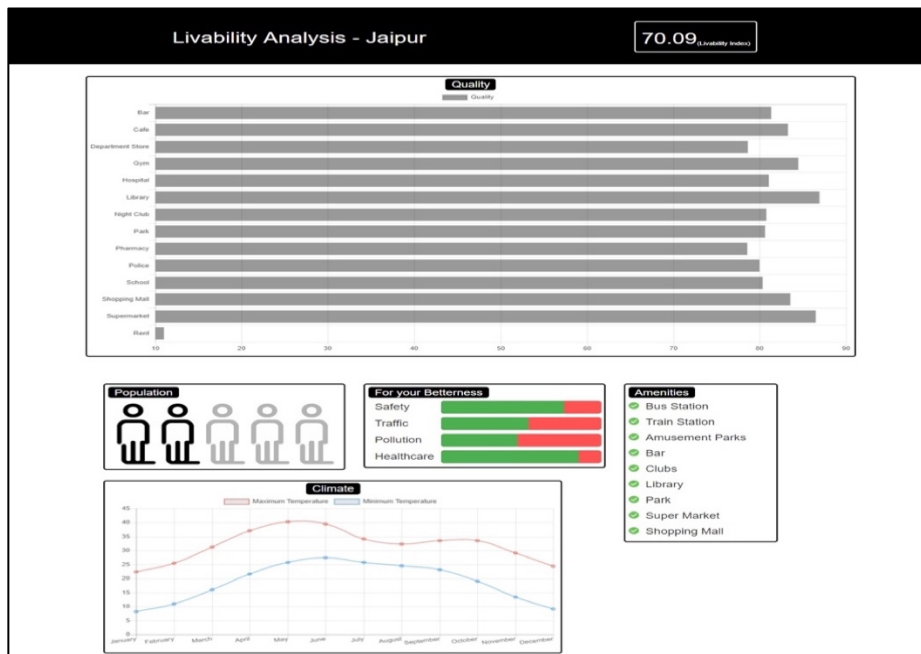 Livability Analysis - Jaipur
70.09(Livability Index)
Quality
Quality
Bar
Cafe
Department Store
Gym
Hospital
Library
Night Club
Park
Pharmacy
Police
School
Shopping Mall
Supermarket
Rent
10 20 30 40 50 60 70 80 90
Population
For your Betterness
Safety
Traffic
Pollution
Healthcare
Amenities
Bus Station
Train Station
Amusement Parks
Bar
Clubs
Library
Park
Super Market
Shopping Mall
Climate
Maximum Temperature Minimum Temperature
45
40
35
30
25
20
15
10
5
0
January February March April May June July August September October November December